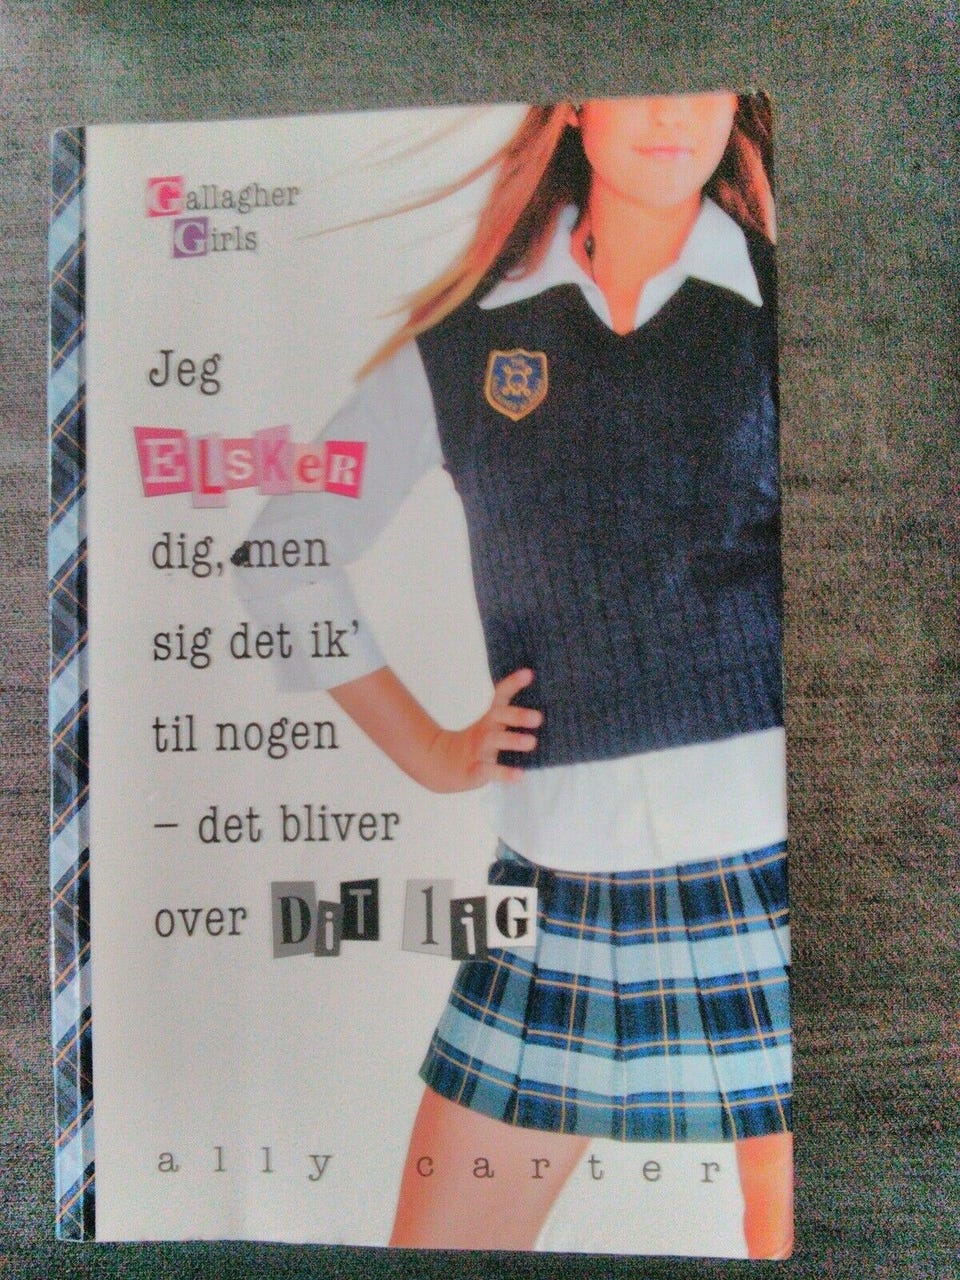 Gallagher
Girls
Jeg
ELsKeR
dig, men
sig det ik'
til nogen
– det bliver
over DiT liG
ally carter